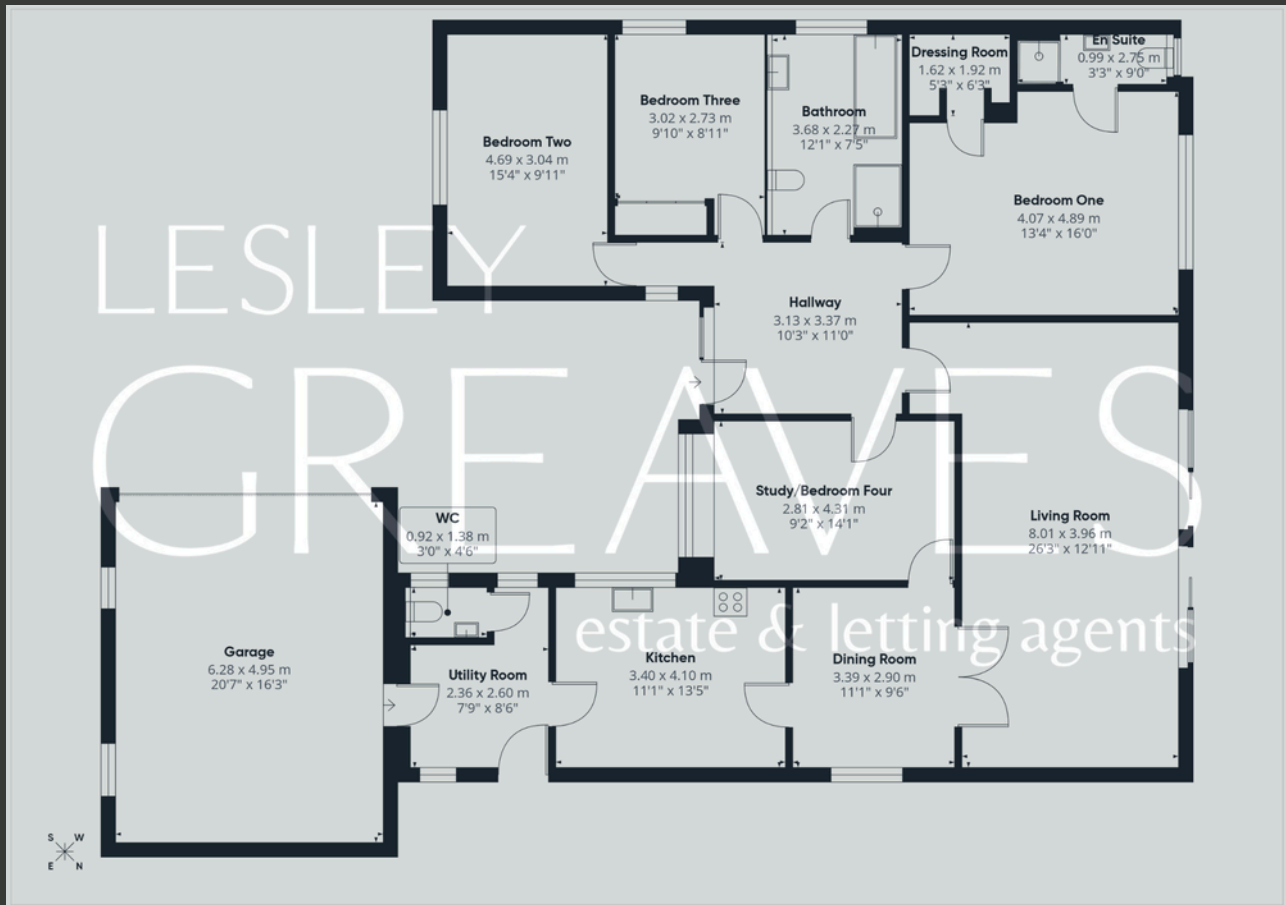 En Suite
0.99 x 2.75 m
3'3" x 9'0"
Dressing Room
1.62 x 1.92 m
5'3" x 6'3"
Bedroom Three
3.02 x 2.73 m
9'10" x 8'11"
Bathroom
3.68 x 2.27 m
12'1" x 7'5"
Bedroom Two
4.69 x 3.04 m
15'4" x 9'11"
Bedroom One
4.07 x 4.89 m
13'4" x 16'0"
LESLEY
Hallway
3.13 x 3.37 m
10'3" x 11'0"
GREAVES
Study/Bedroom Four
2.81 x 4.31 m
9'2" x 14'1"
WC
0.92 x 1.38 m
3'0" x 4'6"
Living Room
8.01 x 3.96 m
26'3" x 12'11"
estate & letting agents
Garage
6.28 x 4.95 m
20'7" x 16'3"
Utility Room
2.36 x 2.60 m
7'9" x 8'6"
Kitchen
3.40 x 4.10 m
11'1" x 13'5"
Dining Room
3.39 x 2.90 m
11'1" x 9'6"
S W
E N